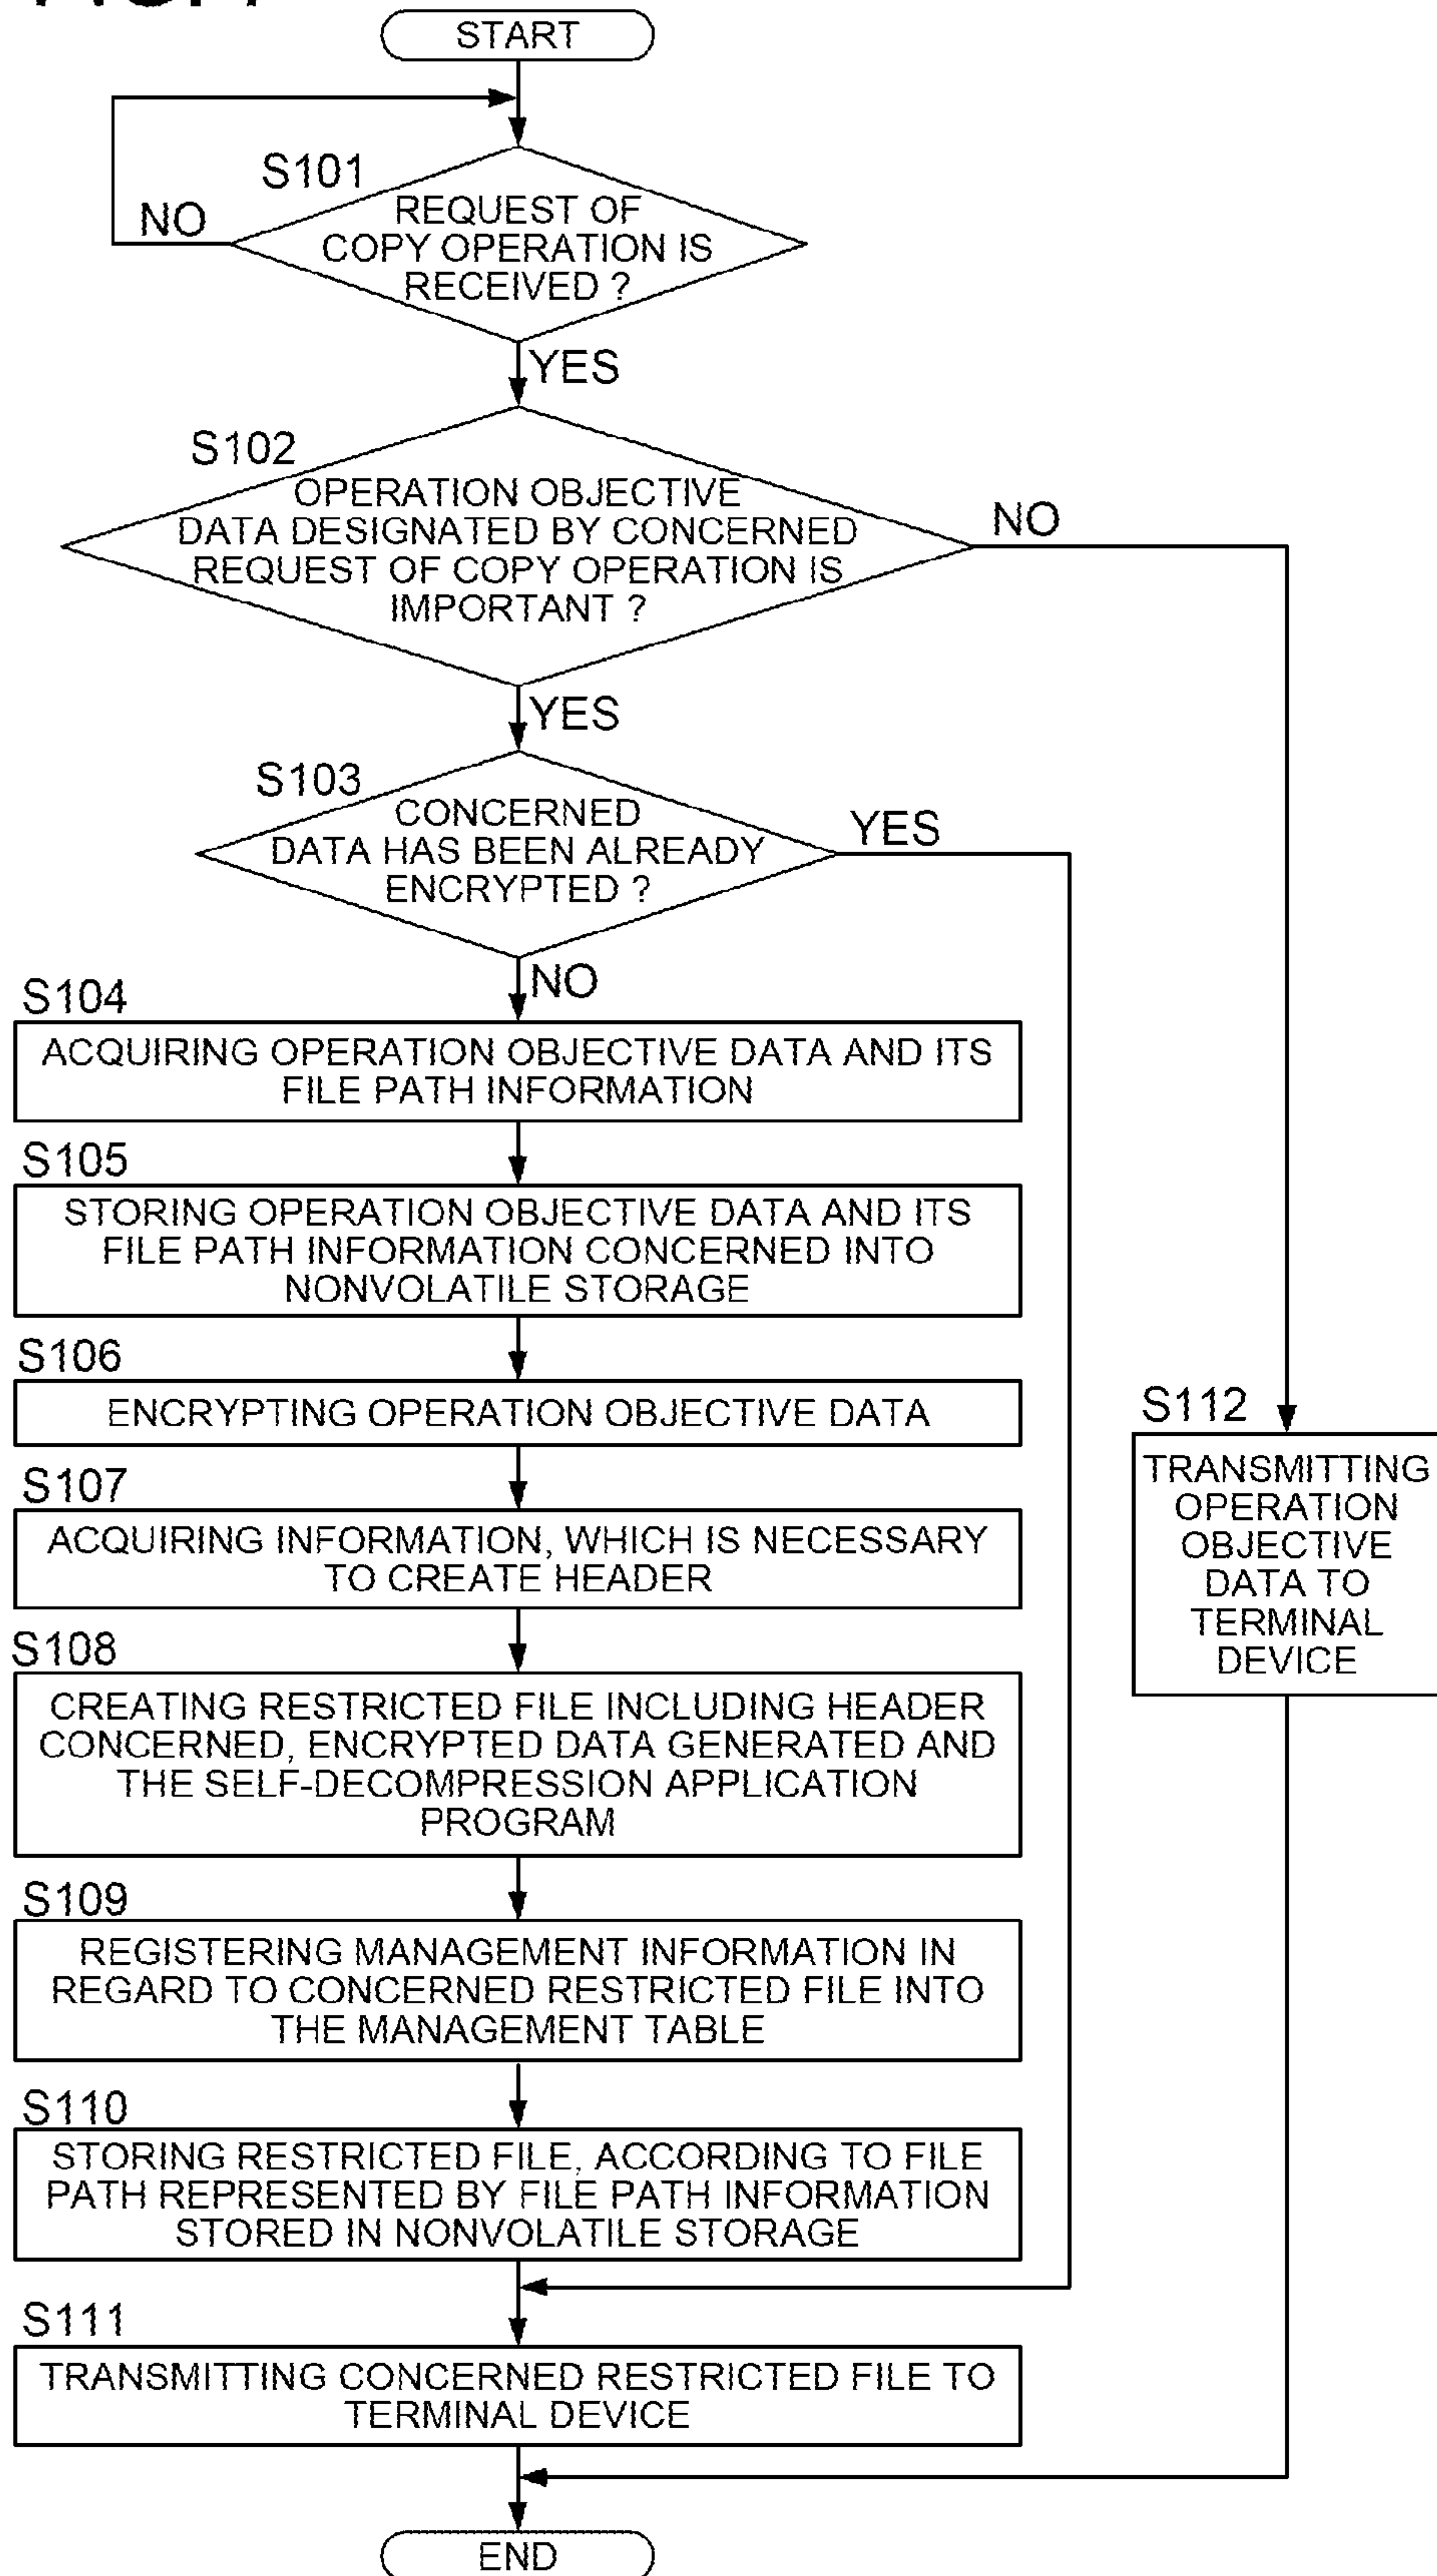 START
S101
REQUEST OF
COPY OPERATION IS
RECEIVED ?
NO
YES
S102
OPERATION OBJECTIVE
DATA DESIGNATED BY CONCERNED
REQUEST OF COPY OPERATION IS
IMPORTANT ?
NO
YES
S103
CONCERNED
DATA HAS BEEN ALREADY
ENCRYPTED ?
YES
NO
S104
ACQUIRING OPERATION OBJECTIVE DATA AND ITS
FILE PATH INFORMATION
S105
STORING OPERATION OBJECTIVE DATA AND ITS
FILE PATH INFORMATION CONCERNED INTO
NONVOLATILE STORAGE
S106
ENCRYPTING OPERATION OBJECTIVE DATA
S107
ACQUIRING INFORMATION, WHICH IS NECESSARY
TO CREATE HEADER
S108
CREATING RESTRICTED FILE INCLUDING HEADER
CONCERNED, ENCRYPTED DATA GENERATED AND
THE SELF-DECOMPRESSION APPLICATION
PROGRAM
S109
REGISTERING MANAGEMENT INFORMATION IN
REGARD TO CONCERNED RESTRICTED FILE INTO
THE MANAGEMENT TABLE
S110
STORING RESTRICTED FILE, ACCORDING TO FILE
PATH REPRESENTED BY FILE PATH INFORMATION
STORED IN NONVOLATILE STORAGE
S111
TRANSMITTING CONCERNED RESTRICTED FILE TO
TERMINAL DEVICE
S112
TRANSMITTING
OPERATION
OBJECTIVE
DATA TO
TERMINAL
DEVICE
END